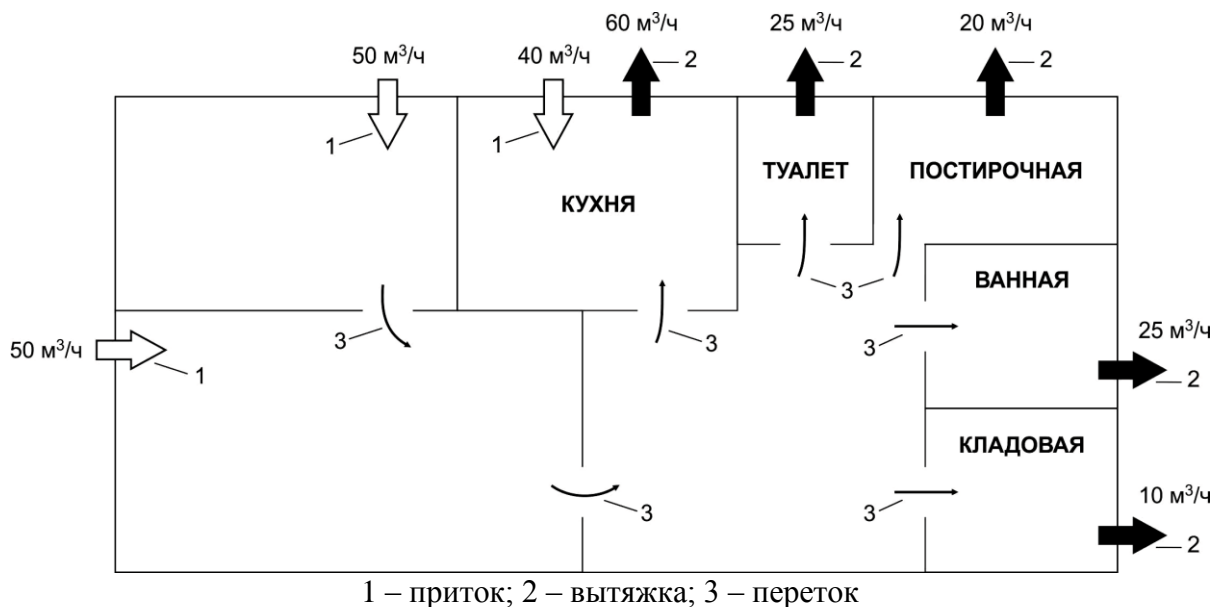 60 м³/ч 25 м³/ч 20 м³/ч
50 м³/ч 40 м³/ч 2 2 2
1 1
ТУАЛЕТ ПОСТИРОЧНАЯ
КУХНЯ
3 ВАННАЯ
50 м³/ч 3 3 3 25 м³/ч
1 2
КЛАДОВАЯ
10 м³/ч
3 3
2
1 – приток; 2 – вытяжка; 3 – переток